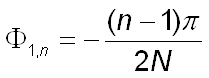 Φ₁,ₙ = −(n−1)π / 2N